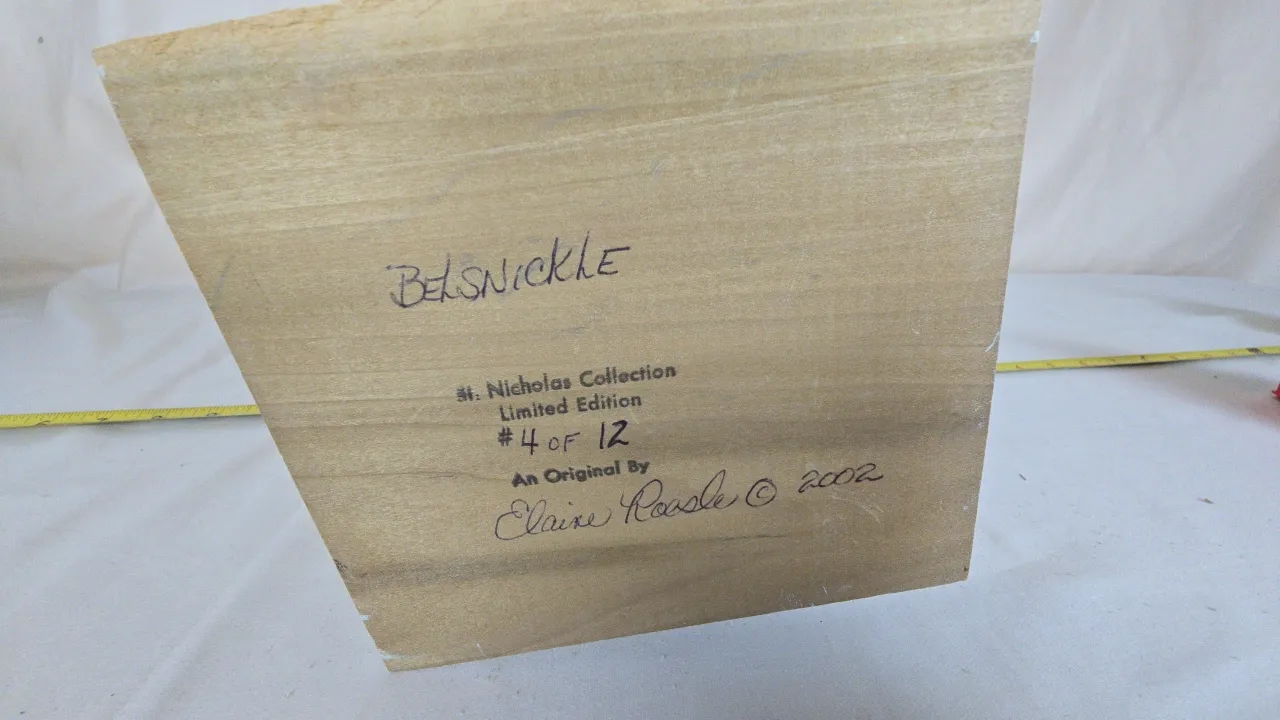 BELSNICKLE
St. Nicholas Collection
Limited Edition
# 4 OF 12
An Original By
Elaine Roesle © 2002